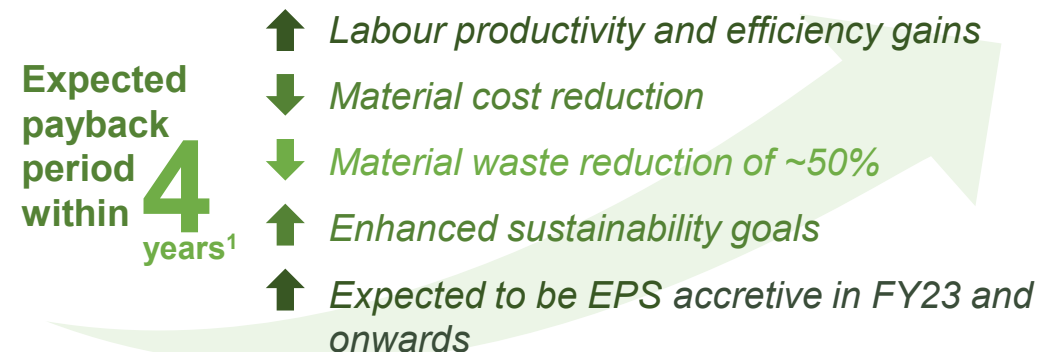 Expected
payback
period
within 4
years¹
Labour productivity and efficiency gains
Material cost reduction
Material waste reduction of ~50%
Enhanced sustainability goals
Expected to be EPS accretive in FY23 and
onwards